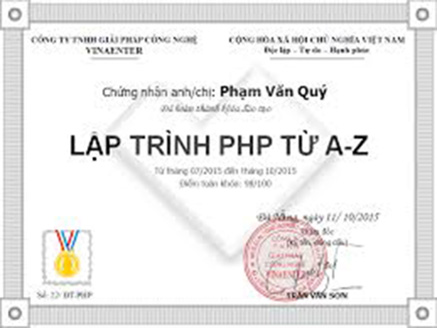 CÔNG TY TNHH GIẢI PHÁP CÔNG NGHỆ
VINAENTER
CỘNG HÒA XÃ HỘI CHỦ NGHĨA VIỆT NAM
Độc lập - Tự do - Hạnh phúc
Chứng nhận anh/chị: Phạm Văn Quý
Đã hoàn thành khóa đào tạo
LẬP TRÌNH PHP TỪ A-Z
Từ tháng 07/2015 đến tháng 10/2015
Điểm toàn khóa: 98/100
Đà Nẵng, ngày 11/ 10/2015
Giám đốc
(ký tên, đóng dấu)
VINAENTER
TRẦN VĂN SƠN
Số: 22/ ĐT-PHP